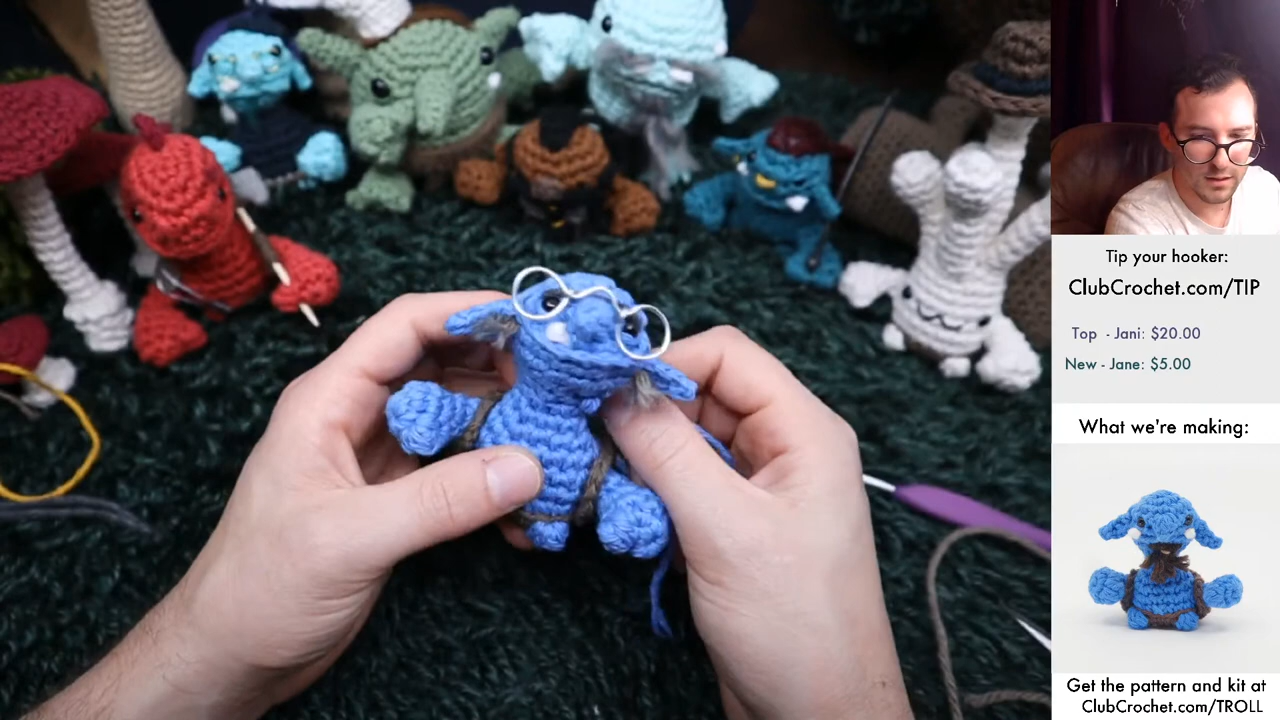 Tip your hooker:
ClubCrochet.com/TIP
Top - Jani: $20.00
New - Jane: $5.00
What we're making:
Get the pattern and kit at
ClubCrochet.com/TROLL